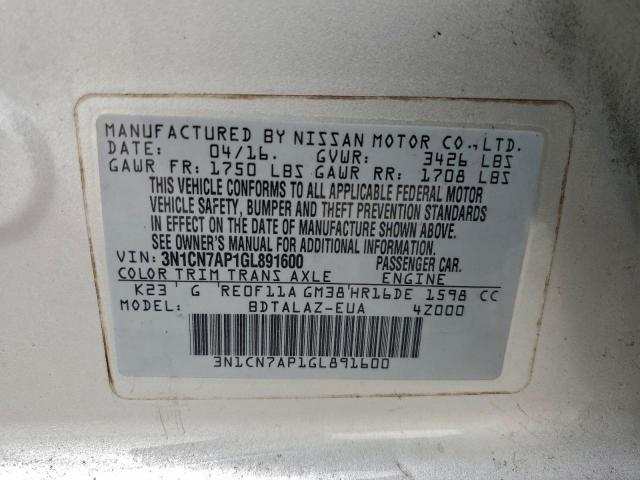 MANUFACTURED BY NISSAN MOTOR CO.,LTD.
DATE: 04/16. GVWR: 3426 LBS
GAWR FR: 1750 LBS GAWR RR: 1708 LBS
THIS VEHICLE CONFORMS TO ALL APPLICABLE FEDERAL MOTOR
VEHICLE SAFETY, BUMPER AND THEFT PREVENTION STANDARDS
IN EFFECT ON THE DATE OF MANUFACTURE SHOWN ABOVE.
SEE OWNER'S MANUAL FOR ADDITIONAL INFORMATION.
VIN: 3N1CN7AP1GL891600 PASSENGER CAR.
COLOR TRIM TRANS AXLE ENGINE
K23 G RE0F11A GM38 HR16DE 1598 CC
MODEL: BDTALAZ-EUA 4Z000
3N1CN7AP1GL891600